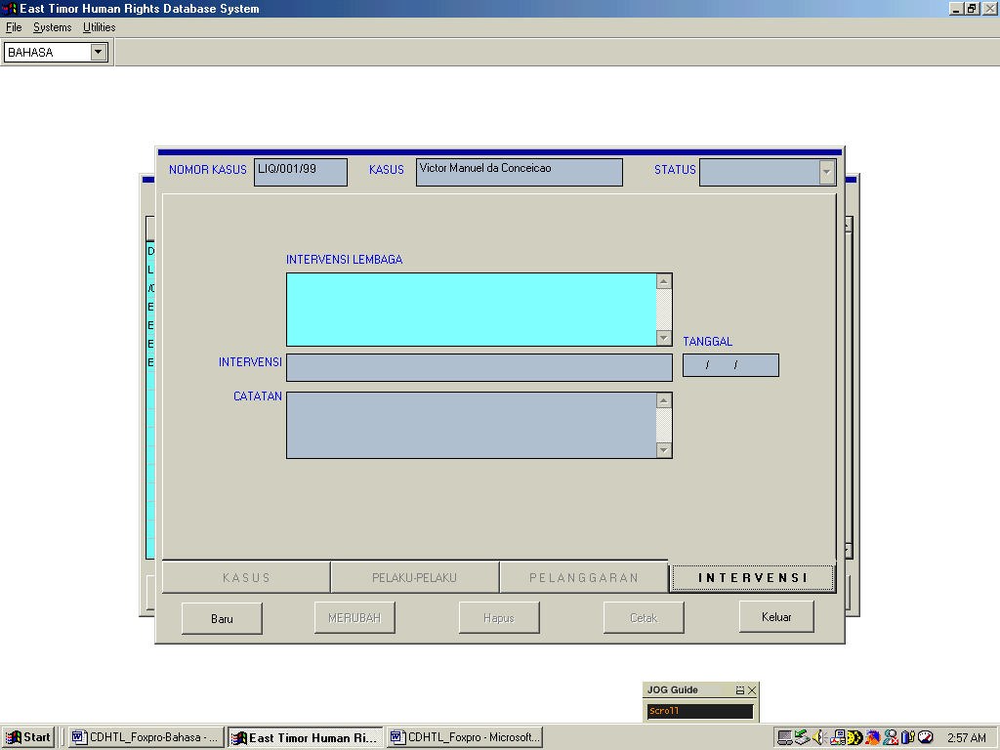 East Timor Human Rights Database System
File Systems Utilities
BAHASA
NOMOR KASUS LIQ/001/99 KASUS Victor Manuel da Conceicao STATUS
D
L
E
E
E
E
INTERVENSI LEMBAGA
TANGGAL
INTERVENSI / /
CATATAN
KASUS PELAKU-PELAKU PELANGGARAN INTERVENSI
Baru MERUBAH Hapus Cetak Keluar
JOG Guide
scroll
Start CDHTL_Foxpro-Bahasa - ... East Timor Human Ri... CDHTL_Foxpro - Microsoft... 2:57 AM